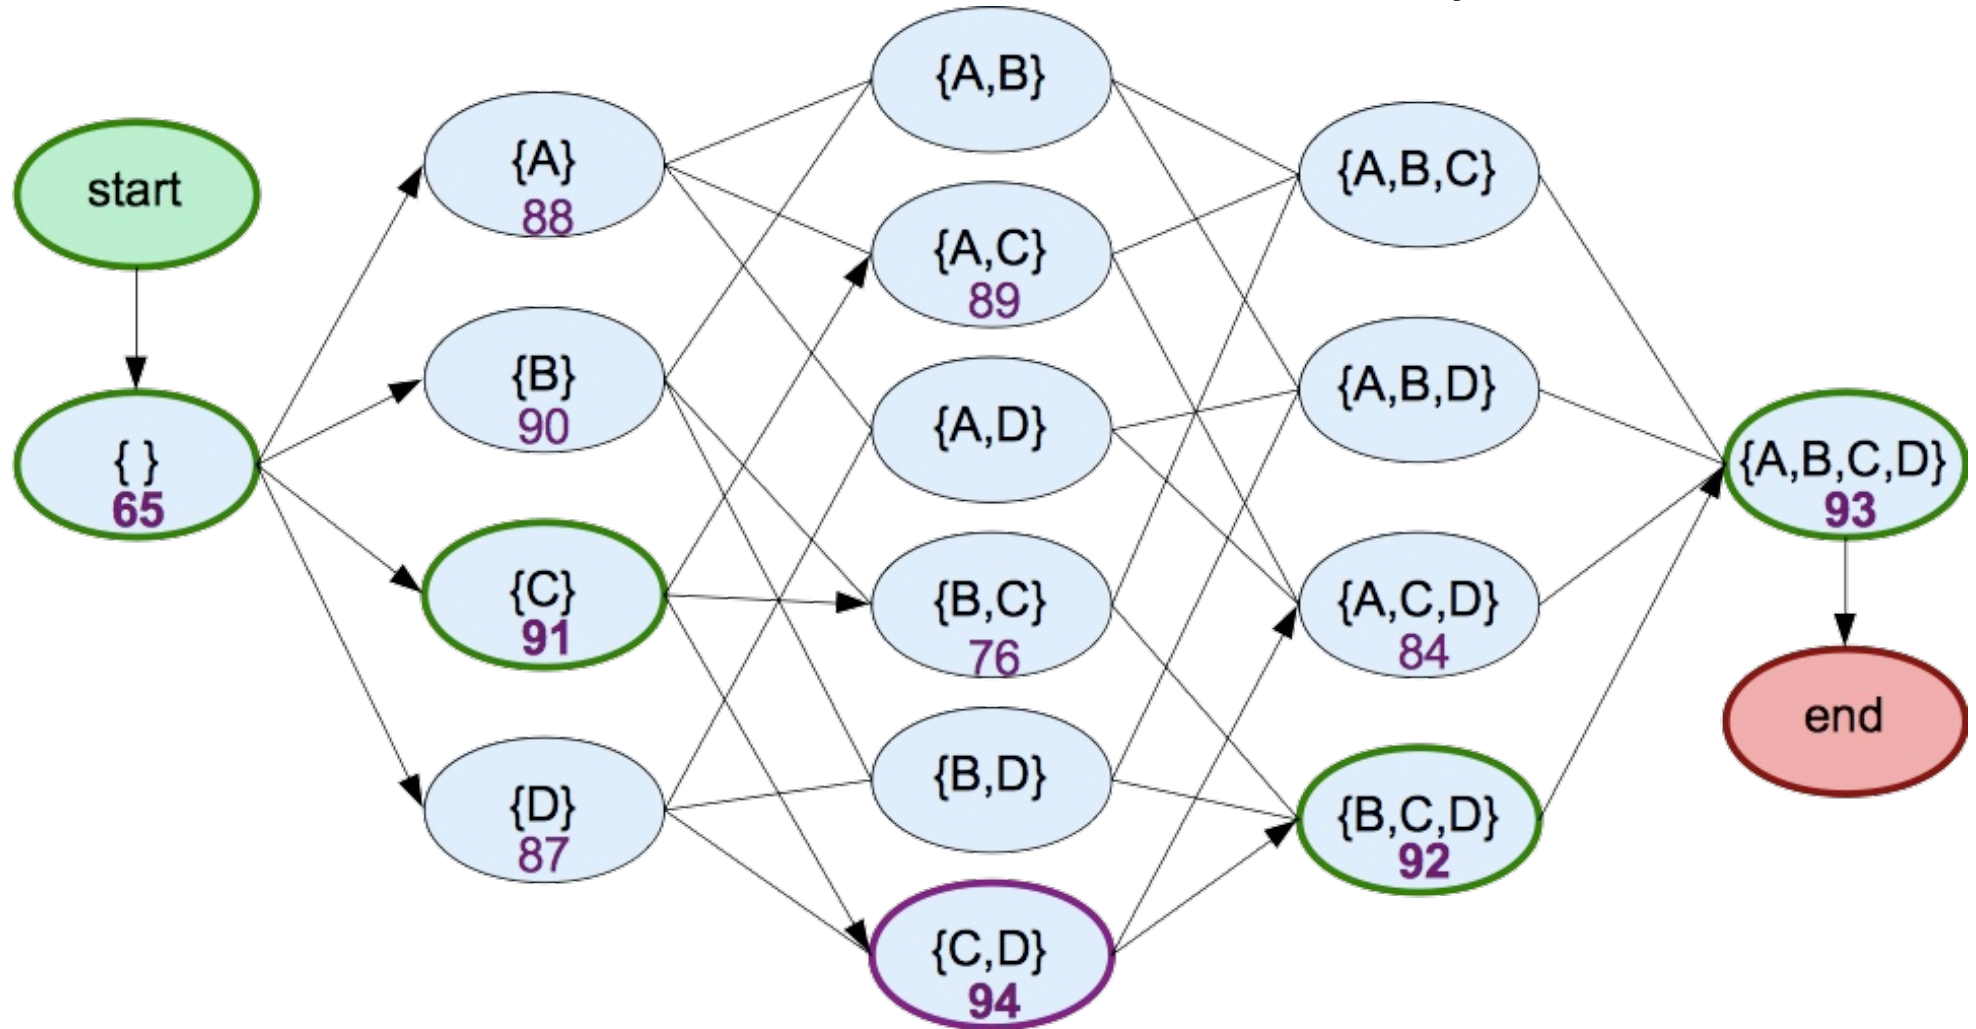 start
{ }
65
{A}
88
{B}
90
{C}
91
{D}
87
{A,B}
{A,C}
89
{A,D}
{B,C}
76
{B,D}
{C,D}
94
{A,B,C}
{A,B,D}
{A,C,D}
84
{B,C,D}
92
{A,B,C,D}
93
end